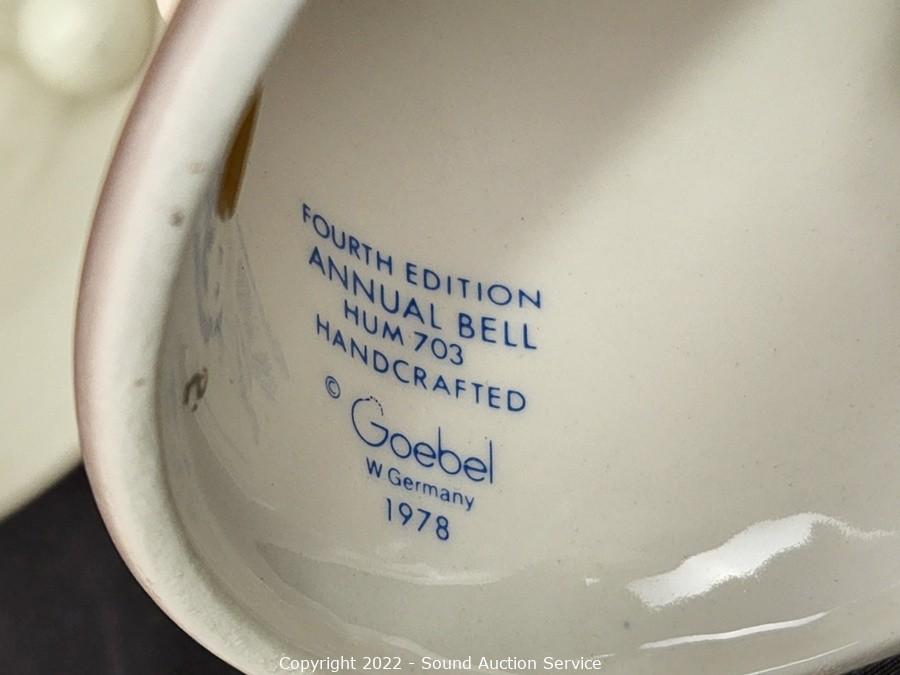 FOURTH EDITION
ANNUAL BELL
HUM 703
HANDCRAFTED
©
Goebel
W Germany
1978
Copyright 2022 - Sound Auction Service